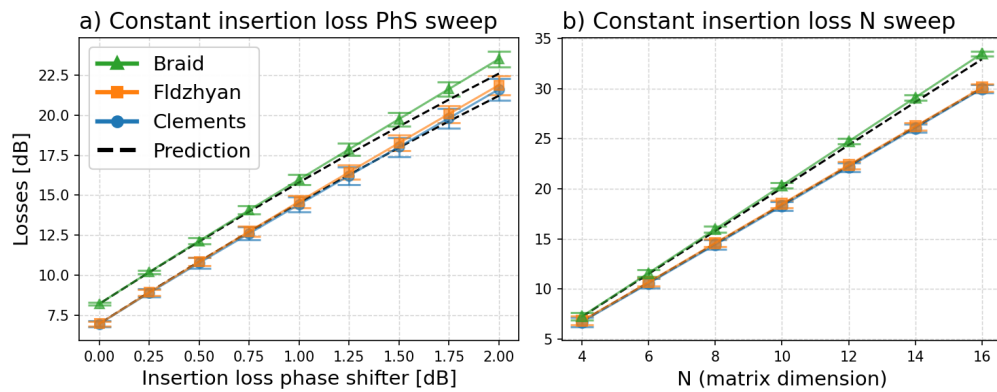 a) Constant insertion loss PhS sweep
Braid
Fldzhyan
Clements
Prediction
Losses [dB]
22.5
20.0
17.5
15.0
12.5
10.0
7.5
0.00 0.25 0.50 0.75 1.00 1.25 1.50 1.75 2.00
Insertion loss phase shifter [dB]
b) Constant insertion loss N sweep
35
30
25
20
15
10
5
4 6 8 10 12 14 16
N (matrix dimension)